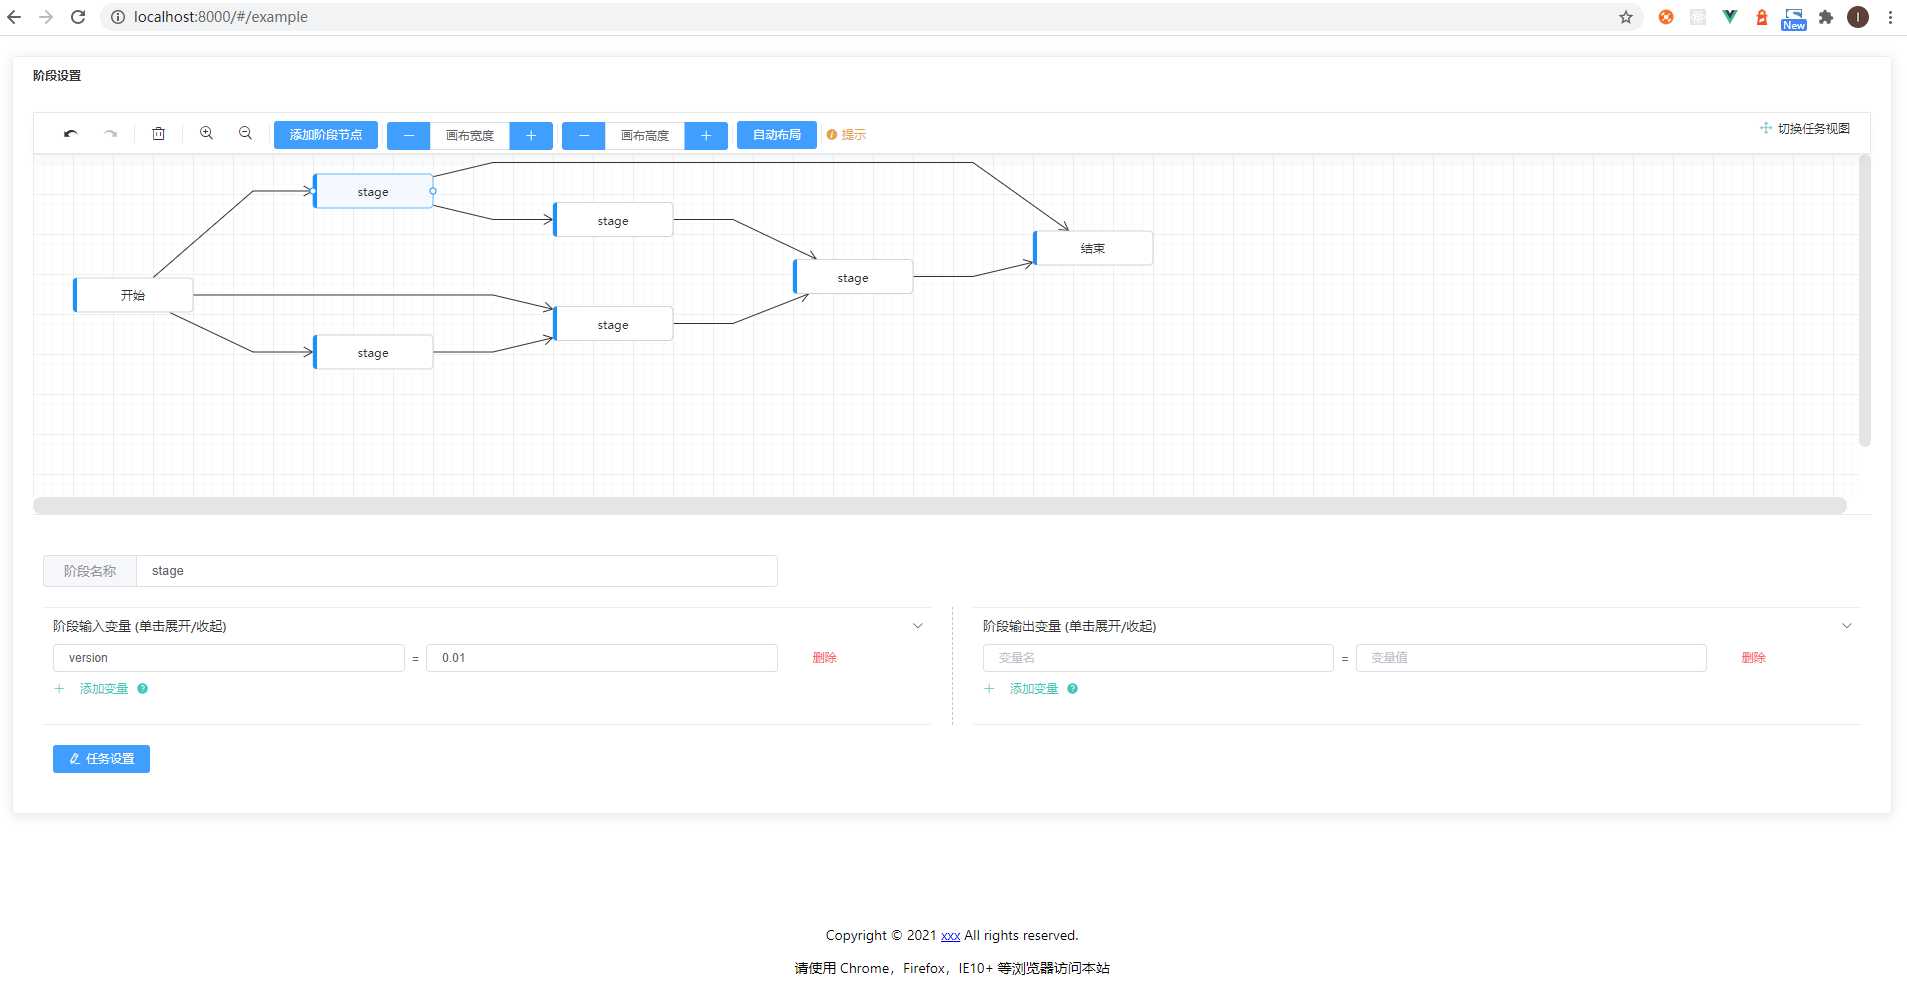 localhost:8000/#/example
New
I
阶段设置
添加阶段节点
画布宽度
画布高度
自动布局
提示
切换任务视图
stage
stage
结束
stage
开始
stage
stage
阶段名称
stage
阶段输入变量 (单击展开/收起)
version = 0.01 删除
添加变量
阶段输出变量 (单击展开/收起)
变量名 = 变量值 删除
添加变量
任务设置
Copyright © 2021 xxx All rights reserved.
请使用 Chrome，Firefox，IE10+ 等浏览器访问本站